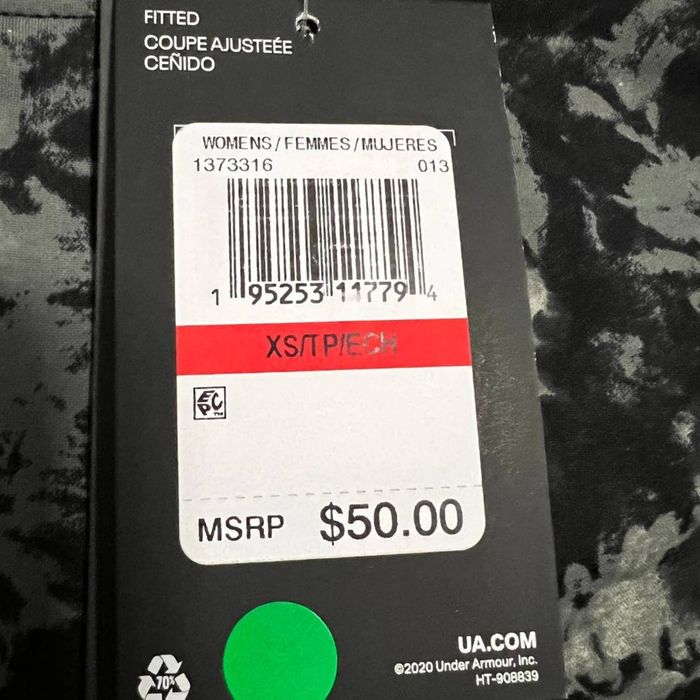 FITTED
COUPE AJUSTEÉE
CEÑIDO
WOMENS/FEMMES/MUJERES
1373316 013
1 95253 11779 4
XS/TP/ECH
EPC
MSRP $50.00
70%
UA.COM
©2020 Under Armour, Inc.
HT-908839